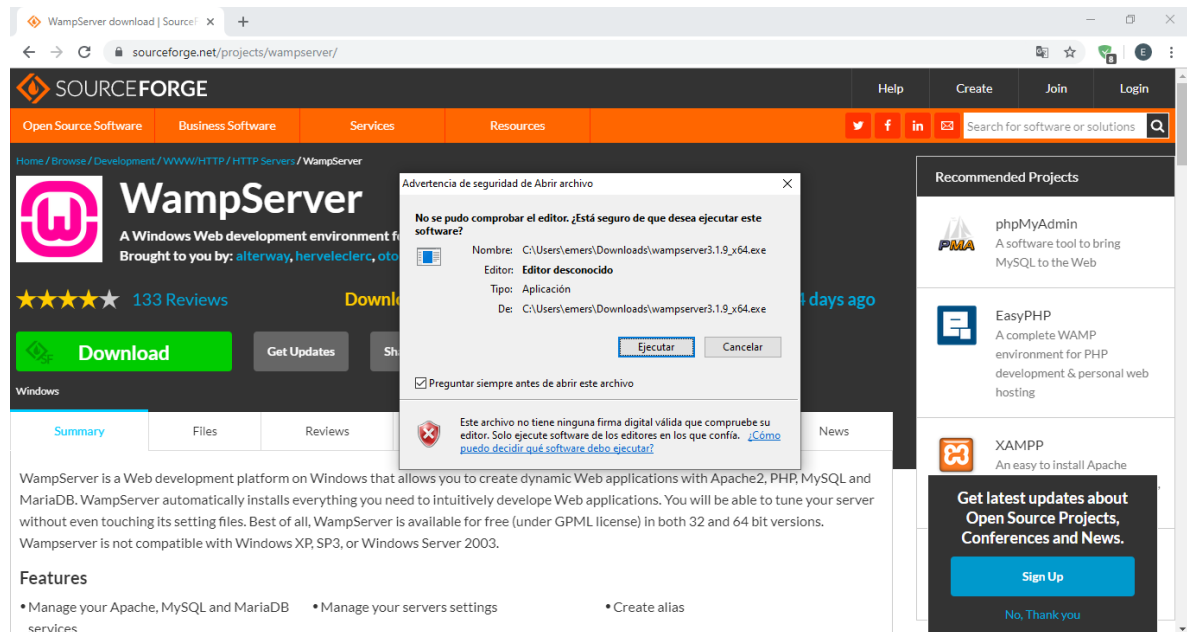 WampServer download | Source
sourceforge.net/projects/wampserver/
8
E
SOURCEFORGE
Help
Create
Join
Login
Open Source Software
Business Software
Services
Resources
Search for software or solutions
Home / Browse / Development / WWW/HTTP / HTTP Servers / WampServer
WampServer
A Windows Web development environment f
Brought to you by: alterway, herveleclerc, oto
133 Reviews
Downl
days ago
SF
Download
Get Updates
Sh
Windows
Summary
Files
Reviews
News
WampServer is a Web development platform on Windows that allows you to create dynamic Web applications with Apache2, PHP, MySQL and
MariaDB. WampServer automatically installs everything you need to intuitively develope Web applications. You will be able to tune your server
without even touching its setting files. Best of all, WampServer is available for free (under GPML license) in both 32 and 64 bit versions.
Wampserver is not compatible with Windows XP, SP3, or Windows Server 2003.
Features
• Manage your Apache, MySQL and MariaDB
services
• Manage your servers settings
• Create alias
Advertencia de seguridad de Abrir archivo
No se pudo comprobar el editor. ¿Está seguro de que desea ejecutar este
software?
Nombre: C:\Users\emers\Downloads\wampserver3.1.9_x64.exe
Editor: Editor desconocido
Tipo: Aplicación
De: C:\Users\emers\Downloads\wampserver3.1.9_x64.exe
Ejecutar
Cancelar
Preguntar siempre antes de abrir este archivo
Este archivo no tiene ninguna firma digital válida que compruebe su
editor. Solo ejecute software de los editores en los que confía. ¿Cómo
puedo decidir qué software debo ejecutar?
Recommended Projects
PMA
phpMyAdmin
A software tool to bring
MySQL to the Web
EasyPHP
A complete WAMP
environment for PHP
development & personal web
hosting
XAMPP
An easy to install Apache
Get latest updates about
Open Source Projects,
Conferences and News.
Sign Up
No, Thank you